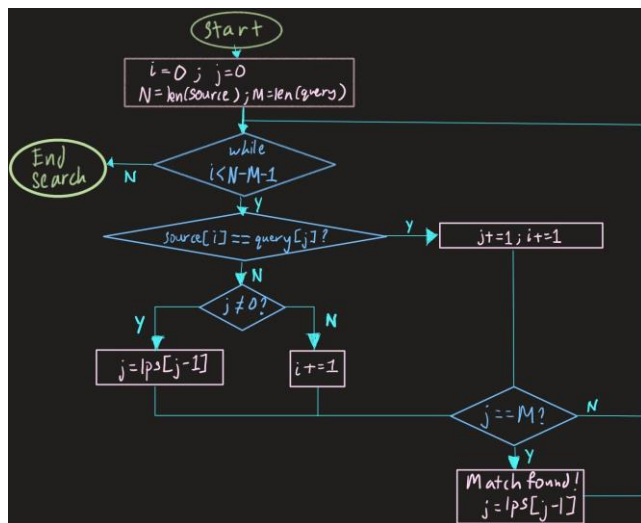 Start
i=0 ; j=0
N=len(source) ; M=len(query)
while
i<N-M-1
End
search
N
Y
source[i]==query[j]?
Y
j+=1 ; i+=1
N
j≠0?
Y
N
j=lps[j-1]
i+=1
j==M?
N
Y
Match found!
j=lps[j-1]